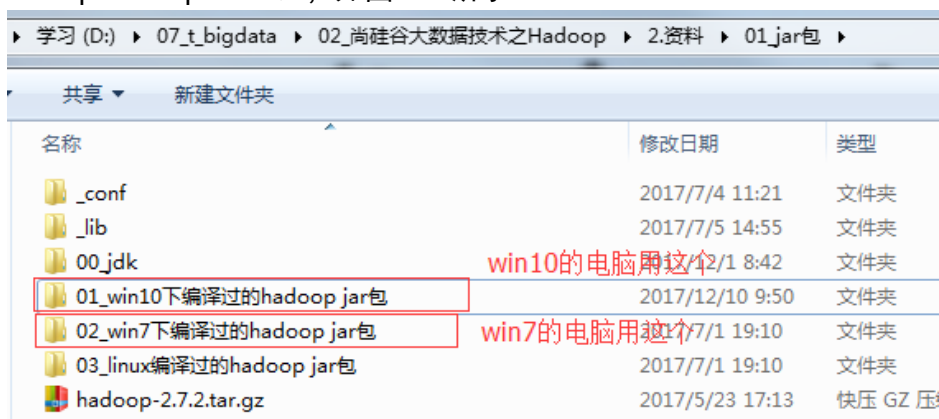 学习 (D:) ▸ 07_t_bigdata ▸ 02_尚硅谷大数据技术之Hadoop ▸ 2.资料 ▸ 01_jar包 ▸
共享 新建文件夹
名称 修改日期 类型
_conf 2017/7/4 11:21 文件夹
_lib 2017/7/5 14:55 文件夹
00_jdk win10的电脑用这个 2017/12/1 8:42 文件夹
01_win10下编译过的hadoop jar包 2017/12/10 9:50 文件夹
02_win7下编译过的hadoop jar包 win7的电脑用这个 2017/7/1 19:10 文件夹
03_linux编译过的hadoop jar包 2017/7/1 19:10 文件夹
hadoop-2.7.2.tar.gz 2017/5/23 17:13 快压 GZ 压